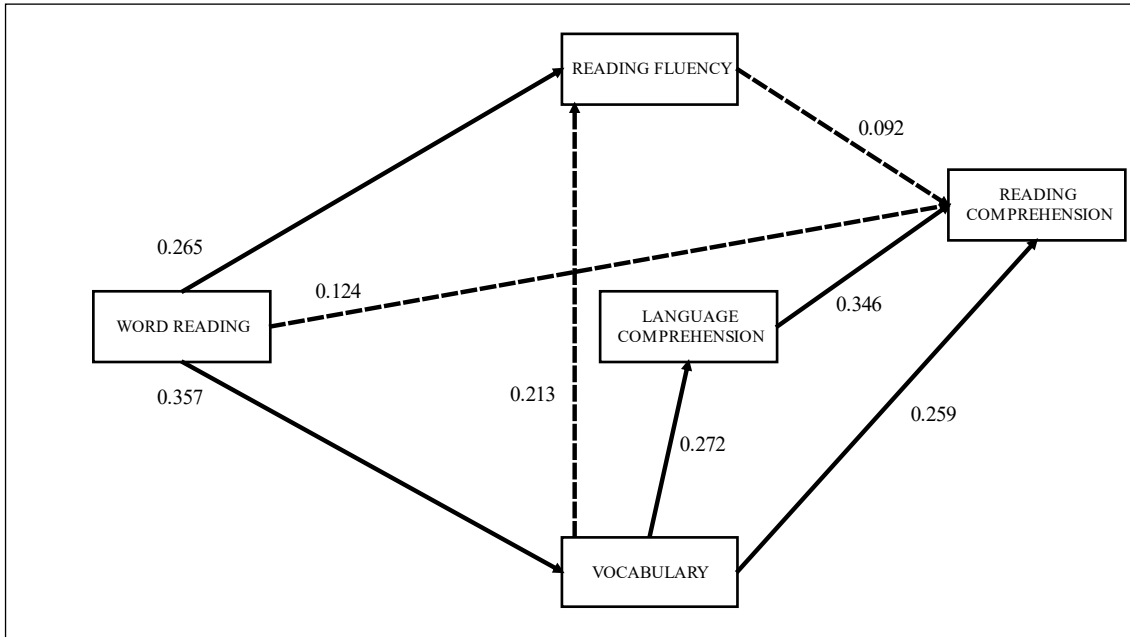 READING FLUENCY
0.092
READING
COMPREHENSION
0.265
0.124
WORD READING
LANGUAGE
COMPREHENSION
0.346
0.357
0.213
0.259
0.272
VOCABULARY